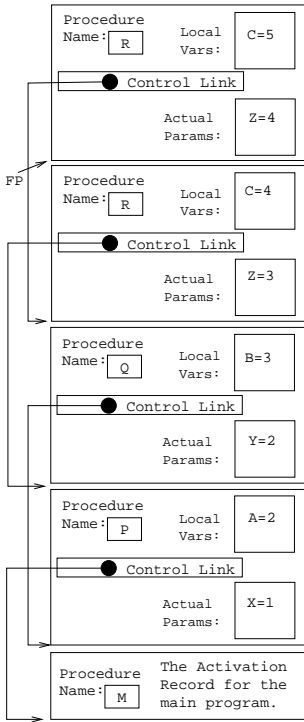 Procedure
Name: R
Local
Vars:
C=5
Control Link
Actual
Params:
Z=4
FP
Procedure
Name: R
Local
Vars:
C=4
Control Link
Actual
Params:
Z=3
Procedure
Name: Q
Local
Vars:
B=3
Control Link
Actual
Params:
Y=2
Procedure
Name: P
Local
Vars:
A=2
Control Link
Actual
Params:
X=1
Procedure
Name: M
The Activation
Record for the
main program.